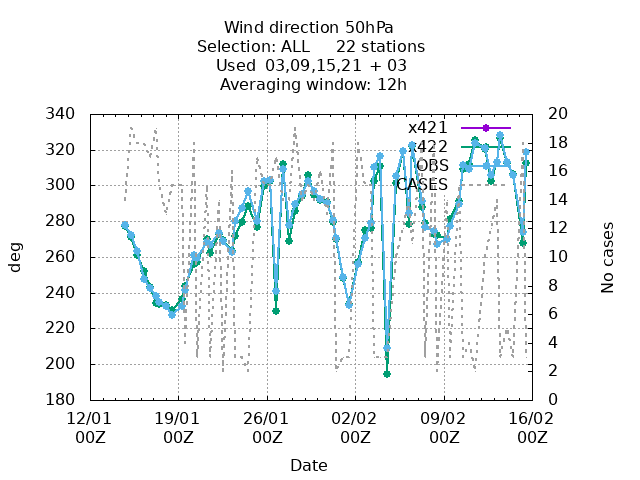 Wind direction 50hPa
Selection: ALL 22 stations
Used 03,09,15,21 + 03
Averaging window: 12h
340
320
300
280
260
240
220
200
180
deg
20
18
16
14
12
10
8
6
4
2
0
No cases
x421
x422
OBS
CASES
12/01 19/01 26/01 02/02 09/02 16/02
00Z 00Z 00Z 00Z 00Z 00Z
Date